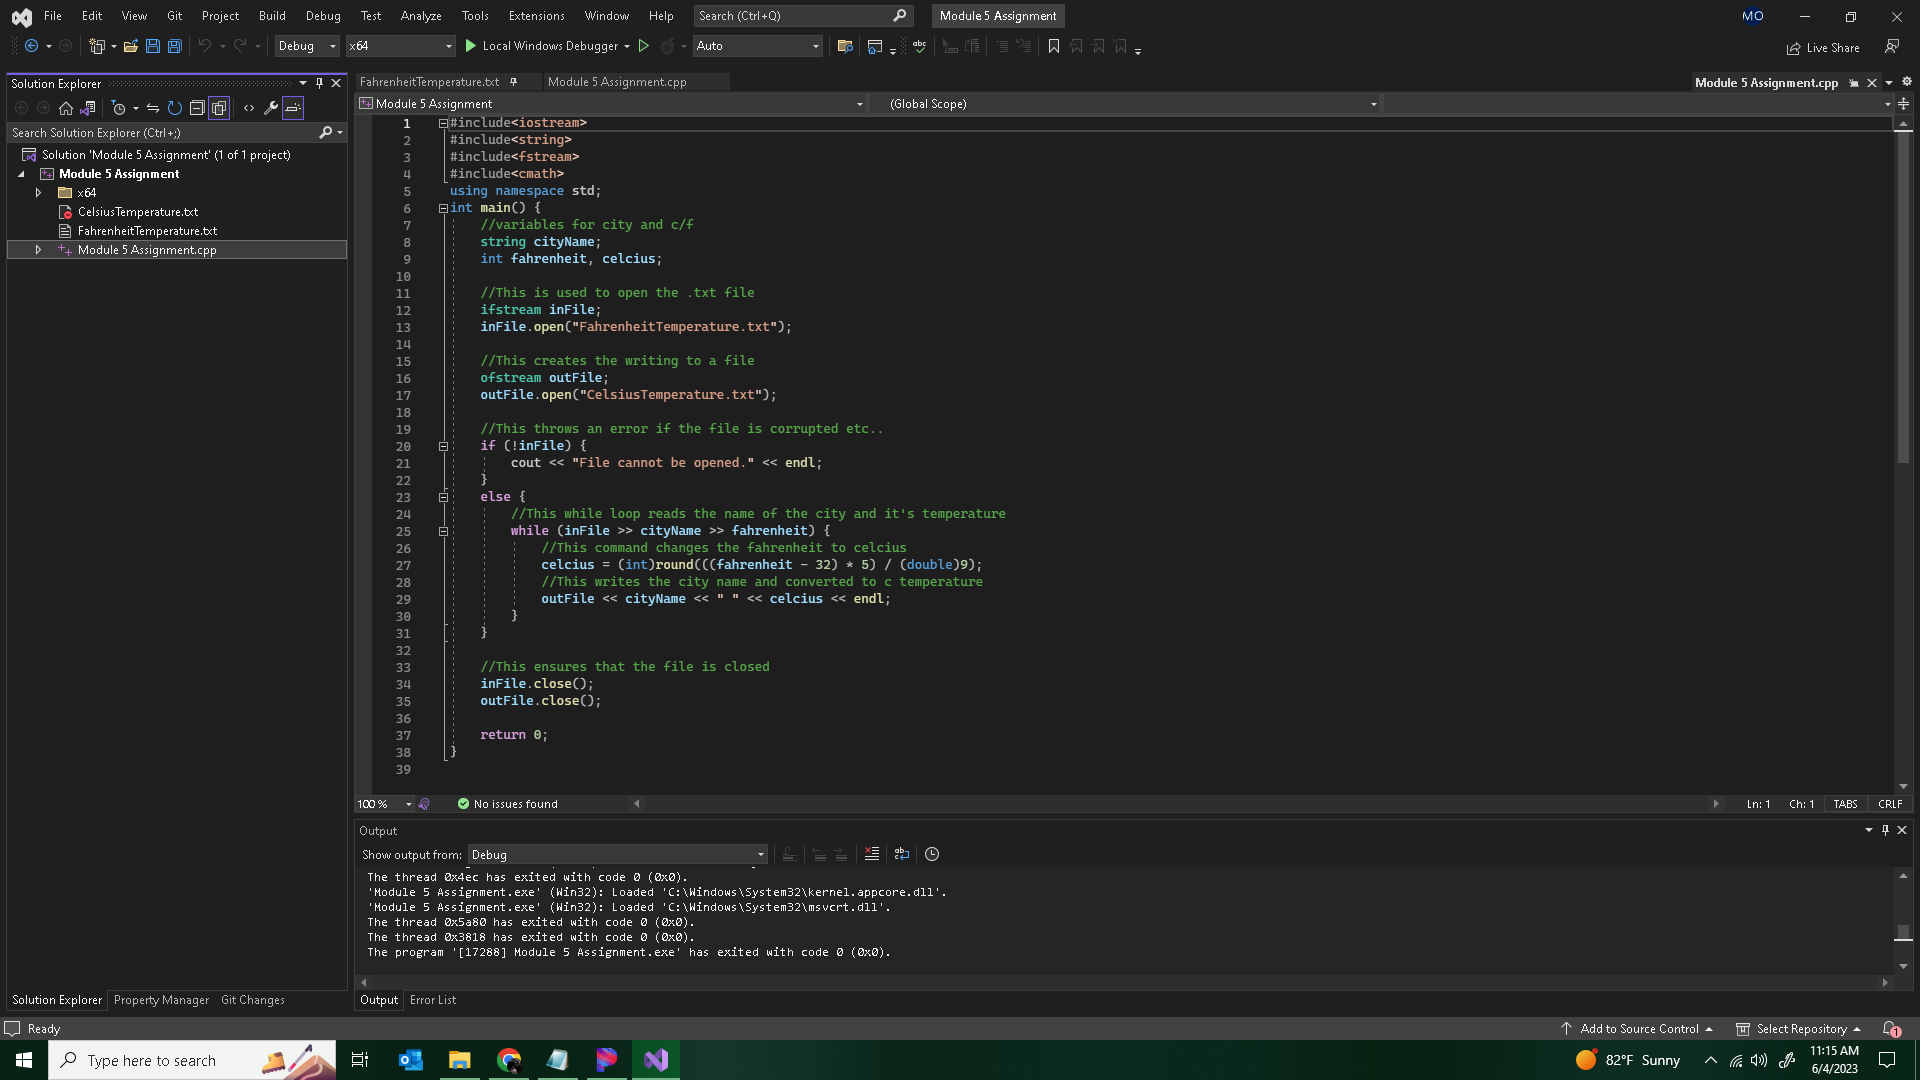 File Edit View Git Project Build Debug Test Analyze Tools Extensions Window Help Search (Ctrl+Q) Module 5 Assignment MO
Debug x64 Local Windows Debugger Auto Live Share
Solution Explorer
Search Solution Explorer (Ctrl+;)
Solution 'Module 5 Assignment' (1 of 1 project)
Module 5 Assignment
x64
CelsiusTemperature.txt
FahrenheitTemperature.txt
Module 5 Assignment.cpp
Solution Explorer Property Manager Git Changes
FahrenheitTemperature.txt Module 5 Assignment.cpp Module 5 Assignment.cpp
Module 5 Assignment (Global Scope)
1 #include<iostream>
2 #include<string>
3 #include<fstream>
4 #include<cmath>
5 using namespace std;
6 int main() {
7 //variables for city and c/f
8 string cityName;
9 int fahrenheit, celcius;
10
11 //This is used to open the .txt file
12 ifstream inFile;
13 inFile.open("FahrenheitTemperature.txt");
14
15 //This creates the writing to a file
16 ofstream outFile;
17 outFile.open("CelsiusTemperature.txt");
18
19 //This throws an error if the file is corrupted etc..
20 if (!inFile) {
21 cout << "File cannot be opened." << endl;
22 }
23 else {
24 //This while loop reads the name of the city and it's temperature
25 while (inFile >> cityName >> fahrenheit) {
26 //This command changes the fahrenheit to celcius
27 celcius = (int)round(((fahrenheit - 32) * 5) / (double)9);
28 //This writes the city name and converted to c temperature
29 outFile << cityName << " " << celcius << endl;
30 }
31 }
32
33 //This ensures that the file is closed
34 inFile.close();
35 outFile.close();
36
37 return 0;
38 }
39
100 % No issues found Ln: 1 Ch: 1 TABS CRLF
Output
Show output from: Debug
The thread 0x4ec has exited with code 0 (0x0).
'Module 5 Assignment.exe' (Win32): Loaded 'C:\Windows\System32\kernel.appcore.dll'.
'Module 5 Assignment.exe' (Win32): Loaded 'C:\Windows\System32\msvcrt.dll'.
The thread 0x5a80 has exited with code 0 (0x0).
The thread 0x3818 has exited with code 0 (0x0).
The program '[17288] Module 5 Assignment.exe' has exited with code 0 (0x0).
Output Error List
Ready Add to Source Control Select Repository 1
Type here to search 82°F Sunny 11:15 AM
6/4/2023